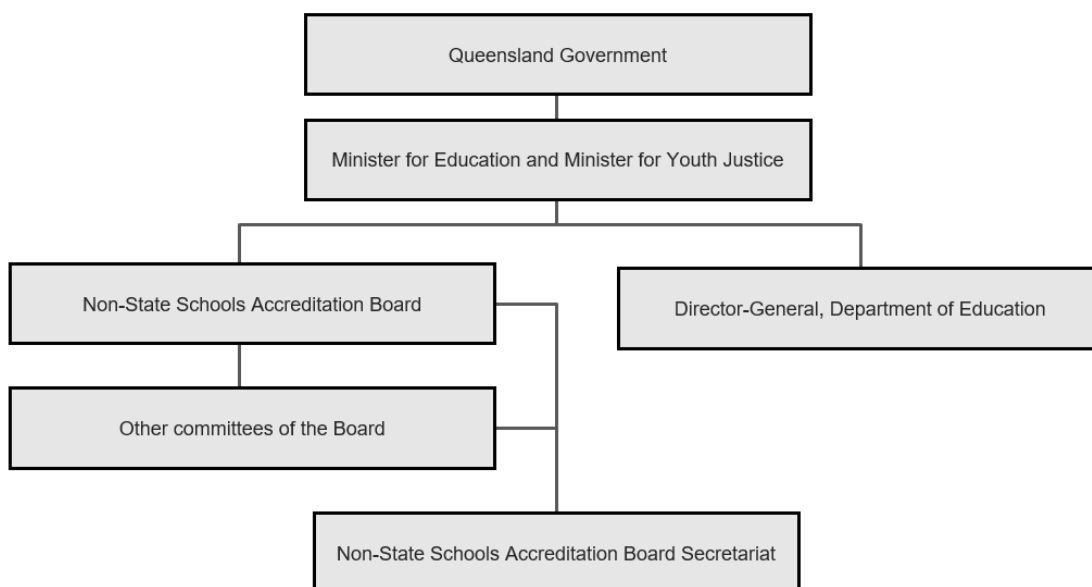 Queensland Government
Minister for Education and Minister for Youth Justice
Non-State Schools Accreditation Board
Director-General, Department of Education
Other committees of the Board
Non-State Schools Accreditation Board Secretariat